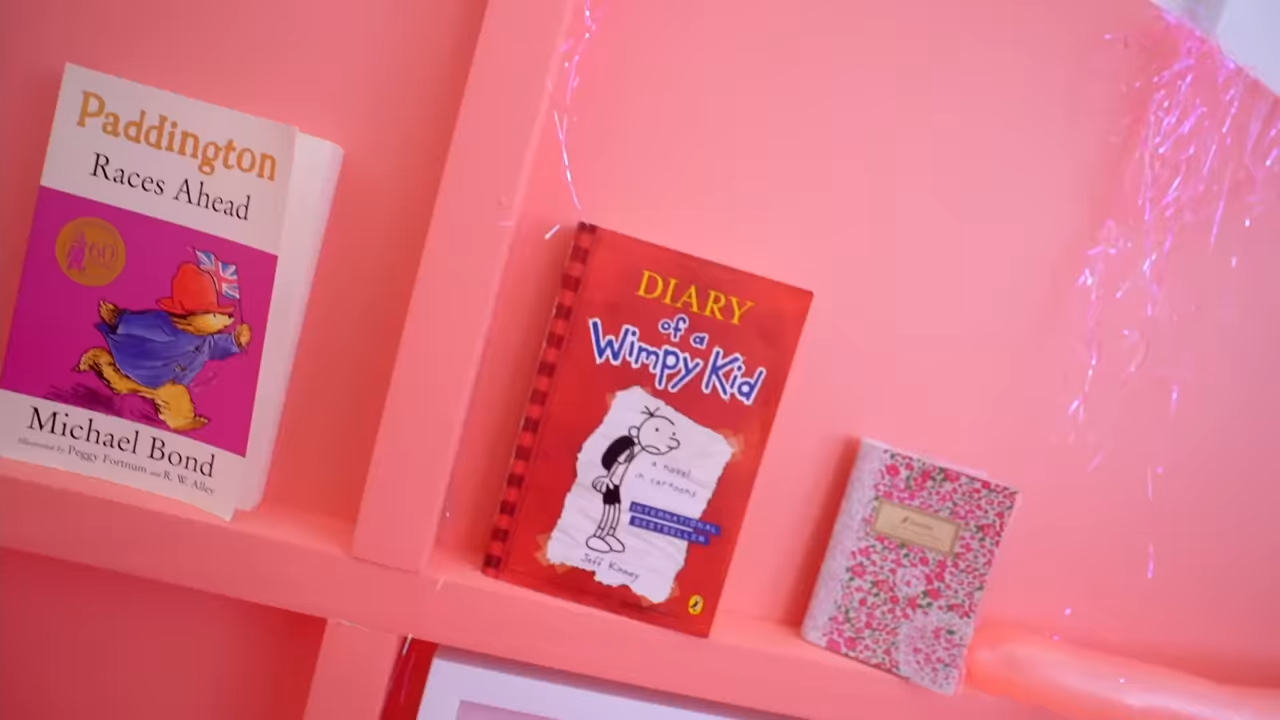 Paddington
Races Ahead
60
Michael Bond
Illustrated by Peggy Fortnum and R. W. Alley
DIARY
of a
Wimpy Kid
a novel
in cartoons
INTERNATIONAL
BESTSELLER
Jeff Kinney